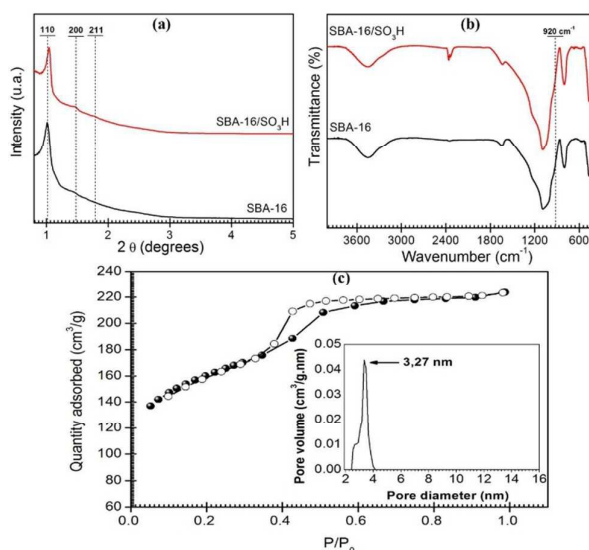 (a)
110 200 211
SBA-16/SO₃H
SBA-16
Intensity (u.a.)
1 2 3 4 5
2 θ (degrees)
(b)
920 cm⁻¹
SBA-16/SO₃H
SBA-16
Transmittance (%)
3600 3000 2400 1800 1200 600
Wavenumber (cm⁻¹)
(c)
Quantity adsorbed (cm³/g)
240
220
200
180
160
140
120
100
80
60
0.0 0.2 0.4 0.6 0.8 1.0
P/P₀
Pore volume (cm³/g.nm)
0.05
0.04
0.03
0.02
0.01
0.00
3,27 nm
2 4 6 8 10 12 14 16
Pore diameter (nm)